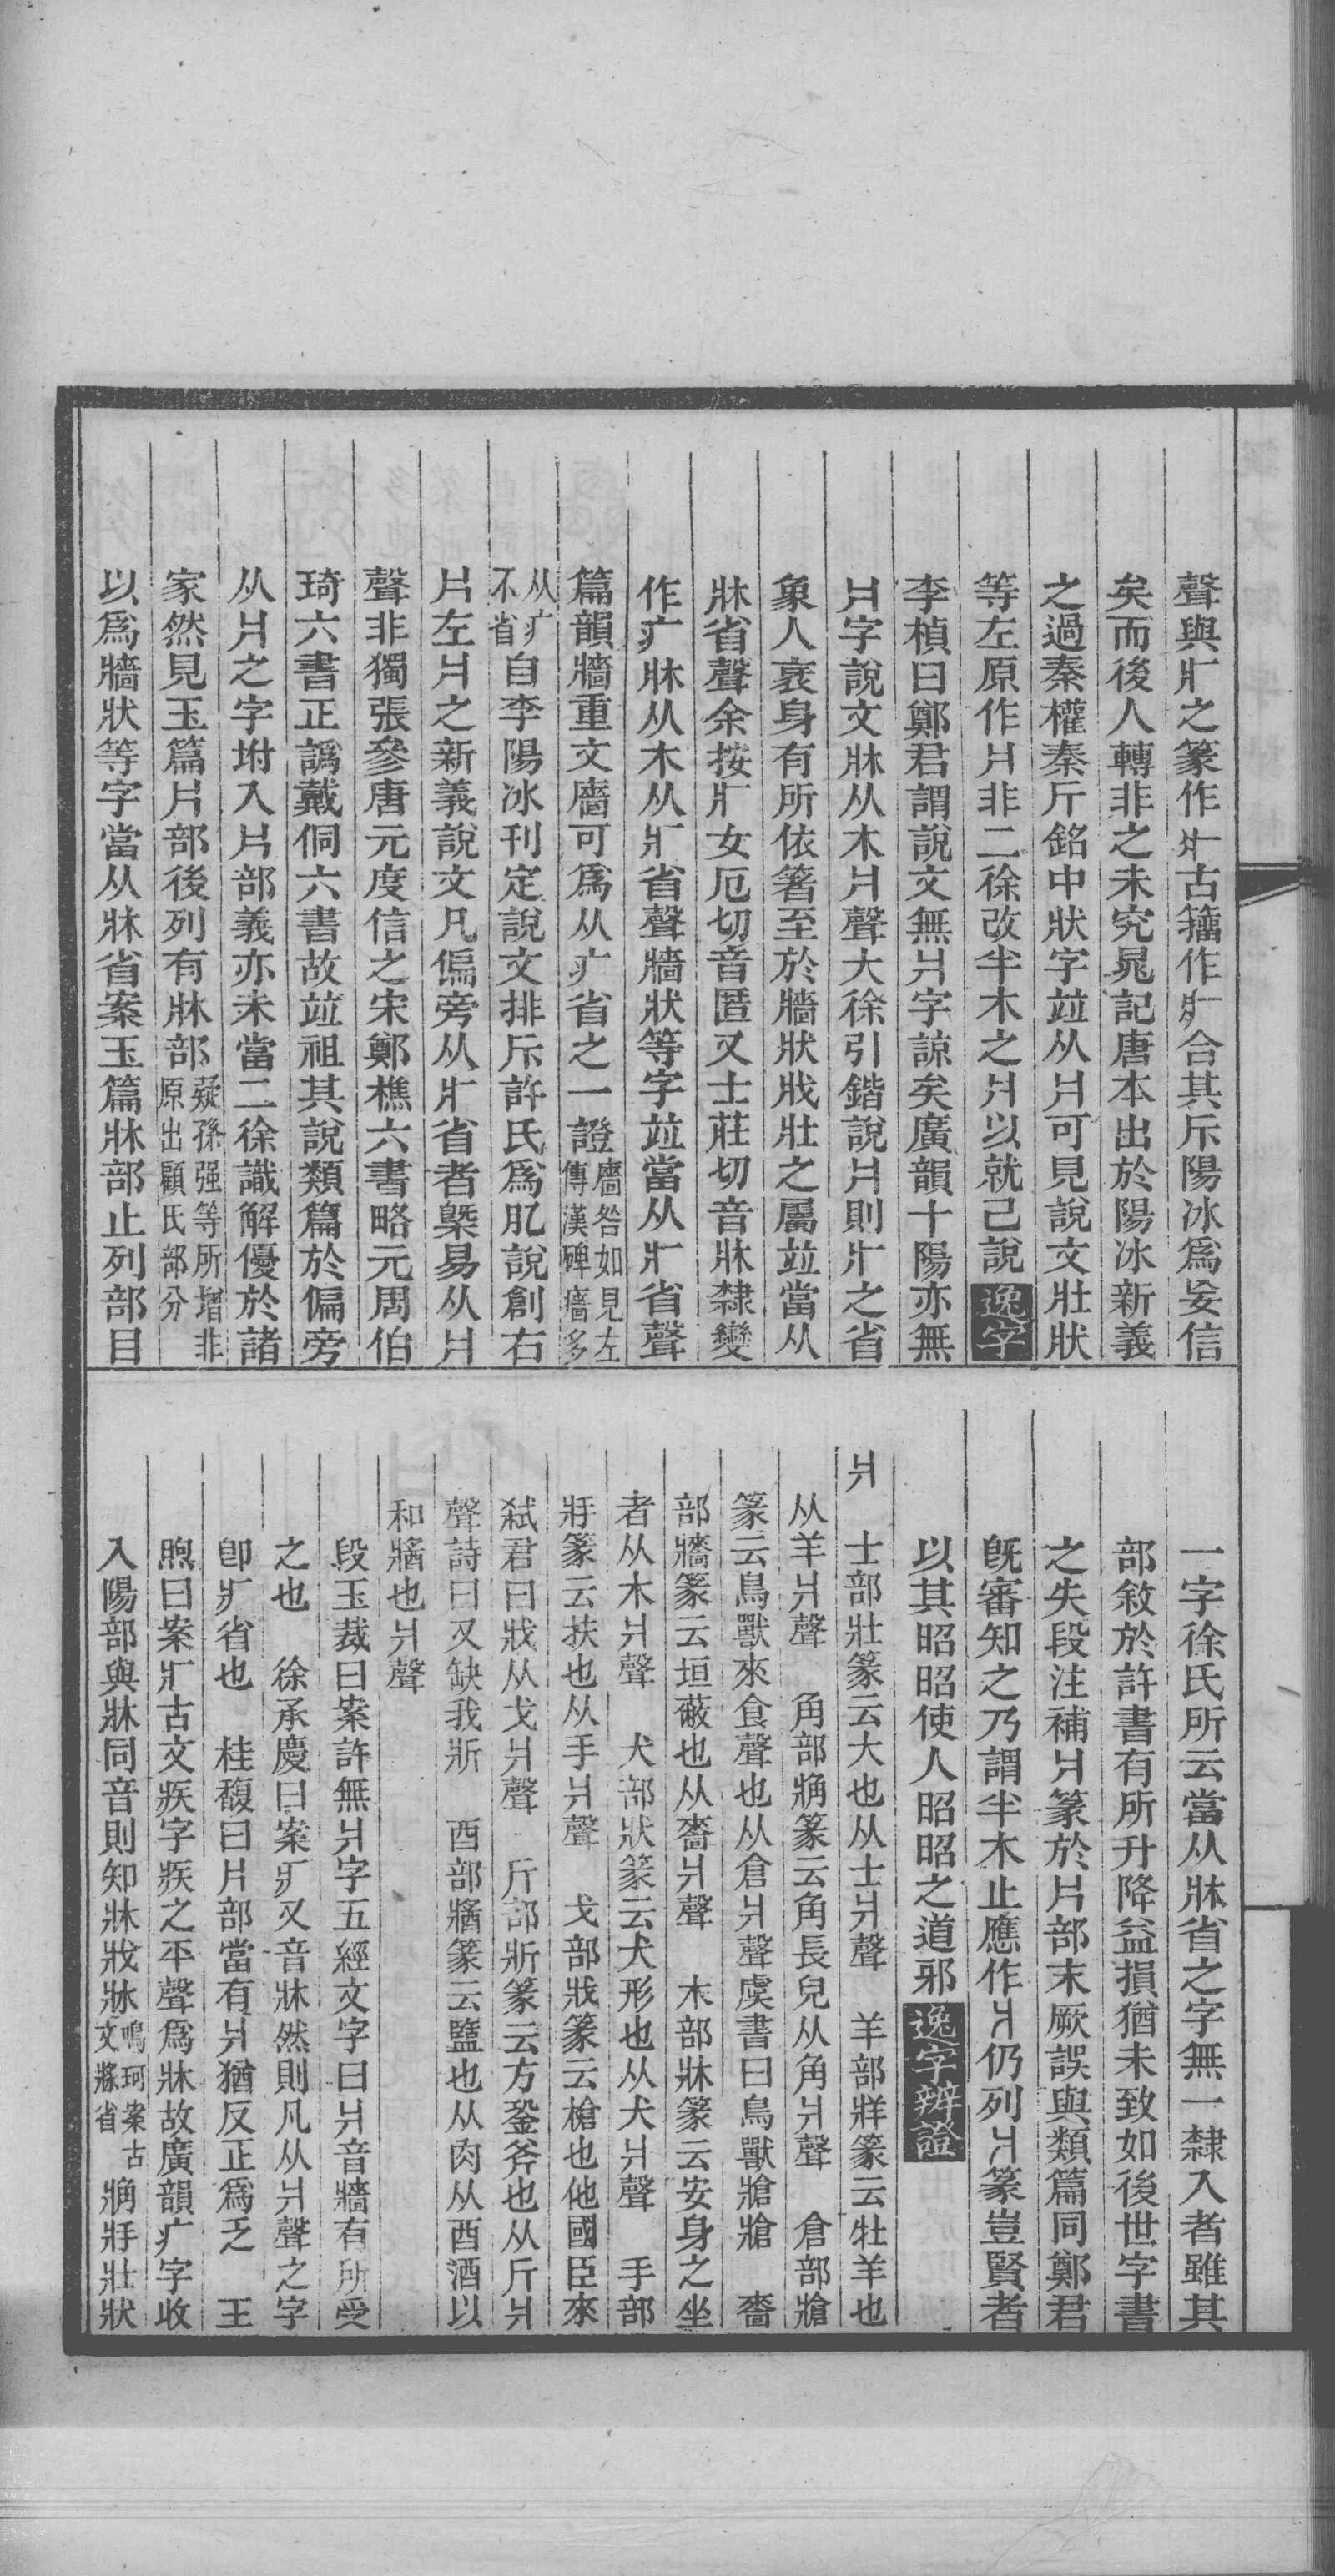 聲與爿之篆作爿古籀作爿合其斥陽冰爲妄信
矣而後人轉非之未究晁記唐本出於陽冰新義
之過秦權秦斤銘中狀字竝从爿可見說文壯狀
等左原作爿非二徐改半木之爿以就己說逸字
李楨曰鄭君謂說文無爿字諒矣廣韻十陽亦無
爿字說文牀从木爿聲大徐引鍇說爿則疒之省
象人衺身有所依箸至於牆狀戕壯之屬竝當从
牀省聲余按疒女厄切音匿又士莊切音牀隸變
作疒牀从木从疒省聲牆狀等字竝當从疒省聲
篇韻牆重文廧可爲从疒省之一證廧咎如見左
傳漢碑㾿多
从疒
不省自李陽冰刊定說文排斥許氏爲肊說創右
片左爿之新義說文凡偏旁从疒省者槩易从爿
聲非獨張參唐元度信之宋鄭樵六書略元周伯
琦六書正譌戴侗六書故竝祖其說類篇於偏旁
从爿之字坿入片部義亦未當二徐識解優於諸
家然見玉篇片部後列有牀部疑孫强等所增非
原出顧氏部分
以爲牆狀等字當从牀省案玉篇牀部止列部目
一字徐氏所云當从牀省之字無一隸入者雖其
部敘於許書有所升降益損猶未致如後世字書
之失段注補爿篆於片部末厥誤與類篇同鄭君
旣審知之乃謂半木止應作爿仍列爿篆豈賢者
以其昭昭使人昭昭之道邪逸字辨證
爿 士部壯篆云大也从士爿聲 羊部牂篆云牡羊也
从羊爿聲 角部𧣄篆云角長皃从角爿聲 倉部牄
篆云鳥獸來食聲也从倉爿聲虞書曰鳥獸牄牄 嗇
部牆篆云垣蔽也从嗇爿聲 木部牀篆云安身之坐
者从木爿聲 犬部狀篆云犬形也从犬爿聲 手部
𤕭篆云扶也从手爿聲 戈部戕篆云槍也他國臣來
弑君曰戕从戈爿聲 斤部斨篆云方銎斧也从斤爿
聲詩曰又缺我斨 酉部牆篆云盬也从肉从酉酒以
和牆也爿聲
段玉裁曰案許無爿字五經文字曰爿音牆有所受
之也 徐承慶曰案疒又音牀然則凡从爿聲之字
卽疒省也 桂馥曰片部當有爿猶反正爲乏 王
煦曰案疒古文疾字疾之平聲爲牀故廣韻疒字收
入陽部與牀同音則知牀戕牀鳴珂案古
文𤖕省𧣄𤕭壯狀